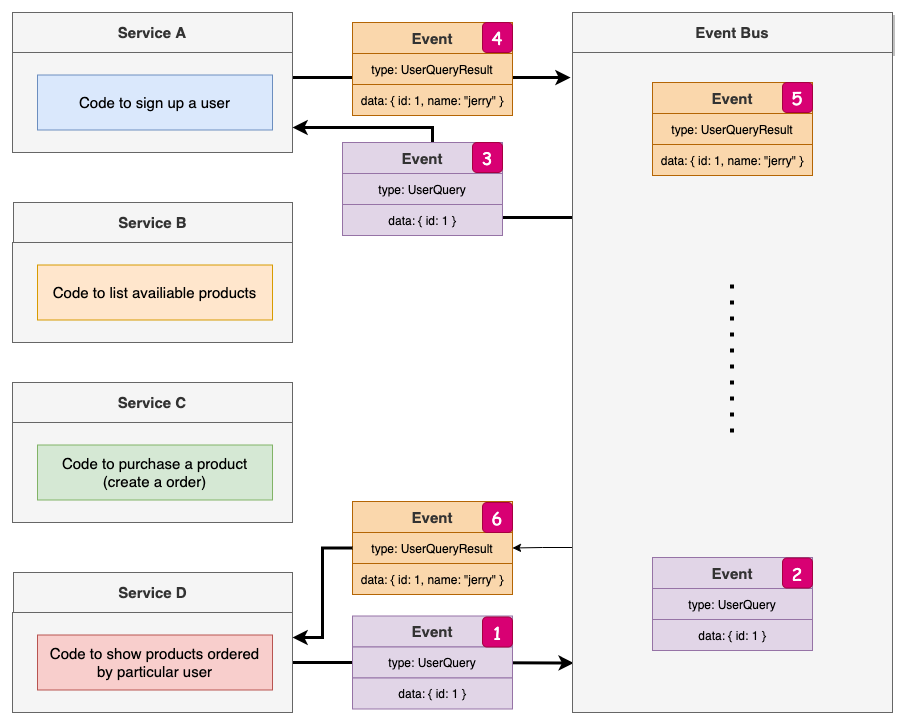 Service A
Code to sign up a user
Event 4
type: UserQueryResult
data: { id: 1, name: "jerry" }
Event 3
type: UserQuery
data: { id: 1 }
Event Bus
Event 5
type: UserQueryResult
data: { id: 1, name: "jerry" }
Service B
Code to list availiable products
Service C
Code to purchase a product
(create a order)
Event 6
type: UserQueryResult
data: { id: 1, name: "jerry" }
Event 2
type: UserQuery
data: { id: 1 }
Service D
Code to show products ordered
by particular user
Event 1
type: UserQuery
data: { id: 1 }